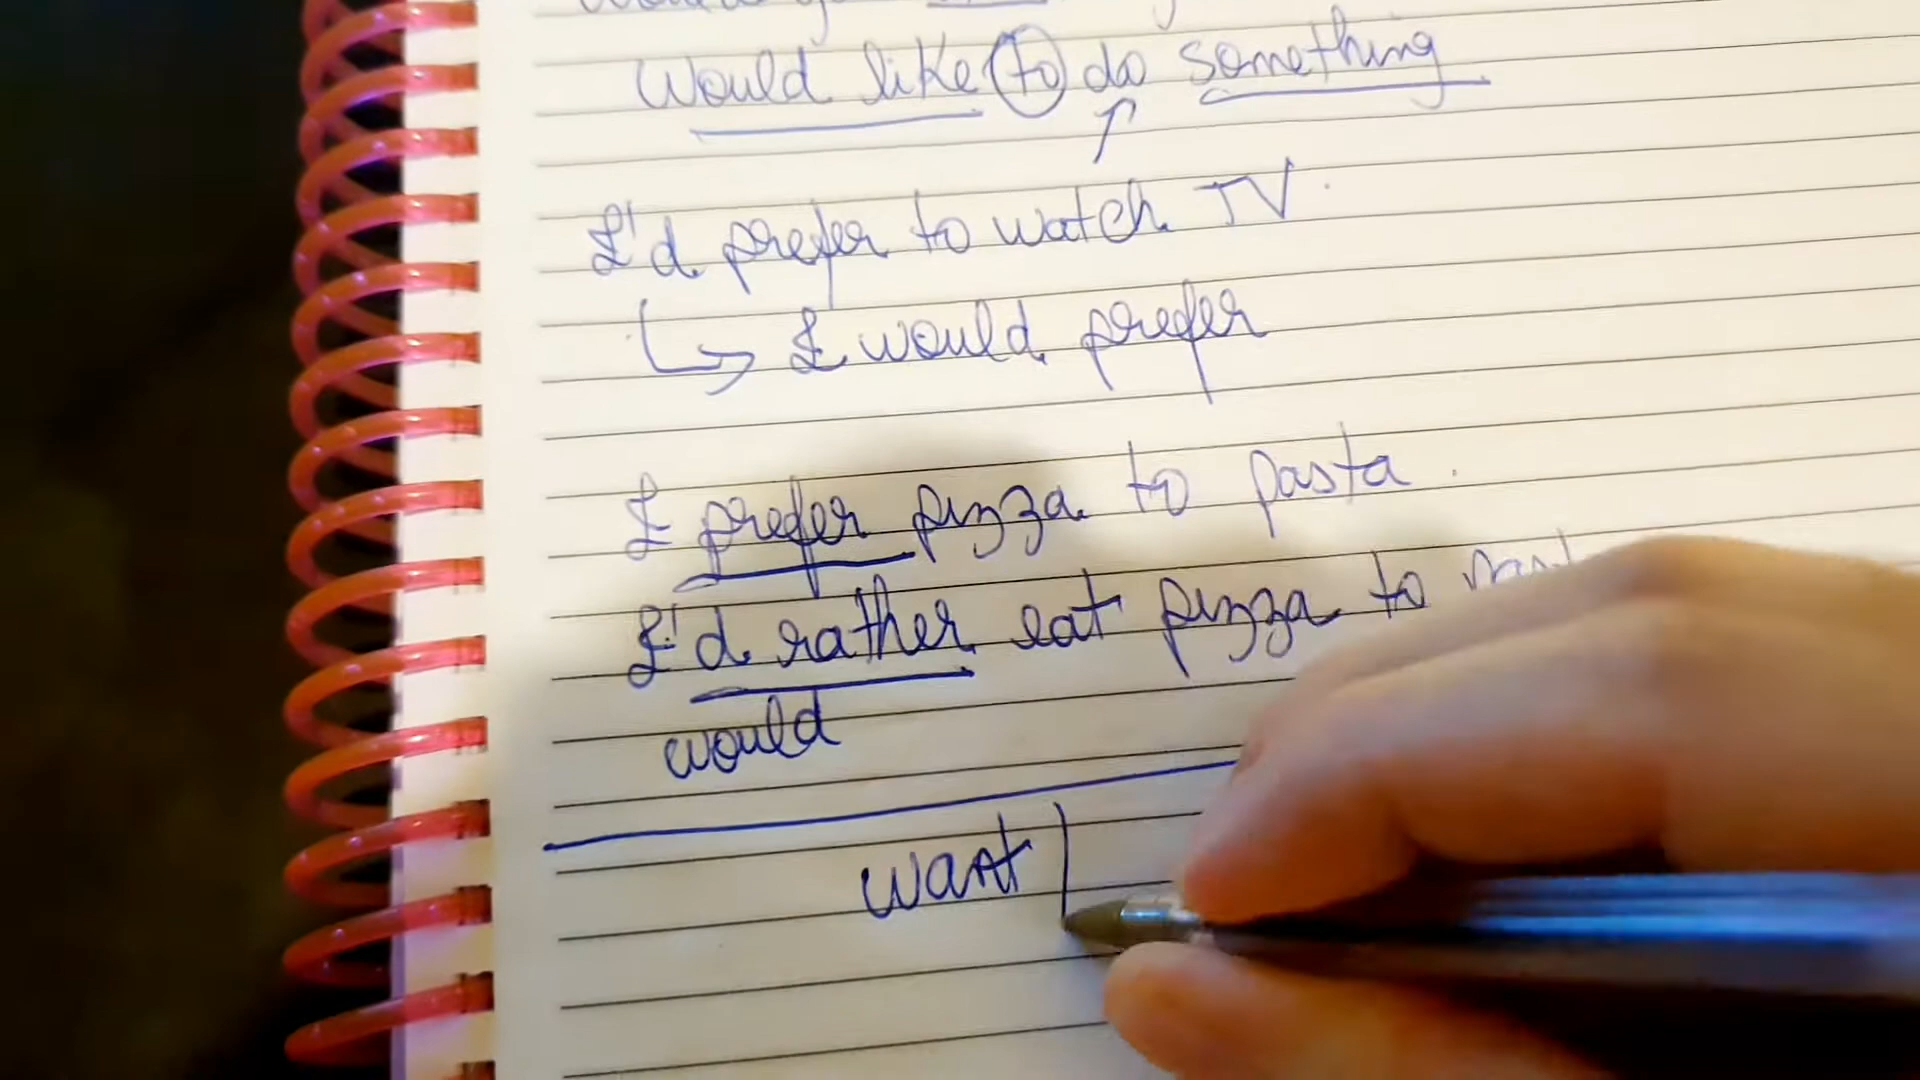 Would like to do something
I'd prefer to watch TV.
I would prefer
I prefer pizza to pasta.
I'd rather eat pizza to
would
want